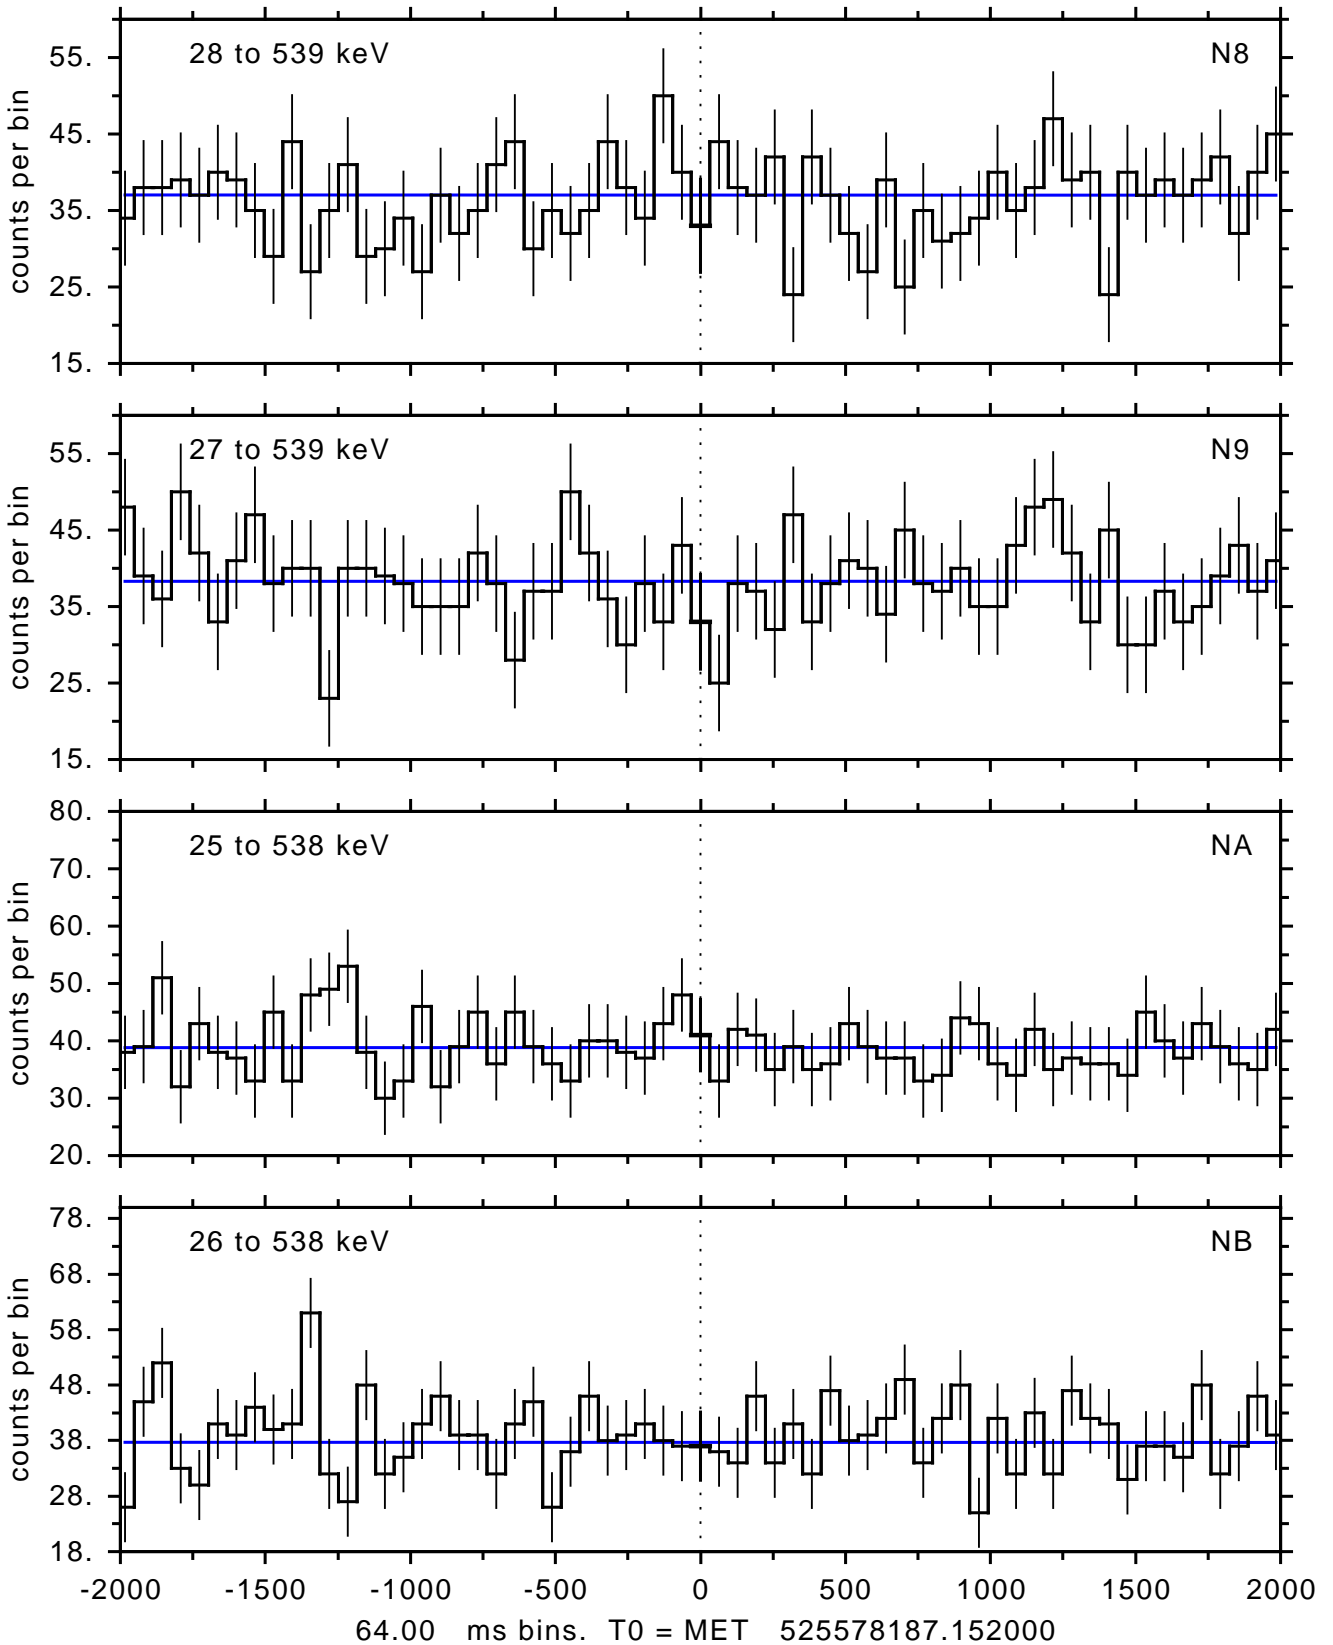 28 to 539 keV N8
55.
45.
35.
25.
15.
counts per bin
27 to 539 keV N9
55.
45.
35.
25.
15.
counts per bin
80.
25 to 538 keV NA
70.
60.
50.
40.
30.
20.
counts per bin
78.
26 to 538 keV NB
68.
58.
48.
38.
28.
18.
counts per bin
-2000 -1500 -1000 -500 0 500 1000 1500 2000
64.00 ms bins. T0 = MET 525578187.152000